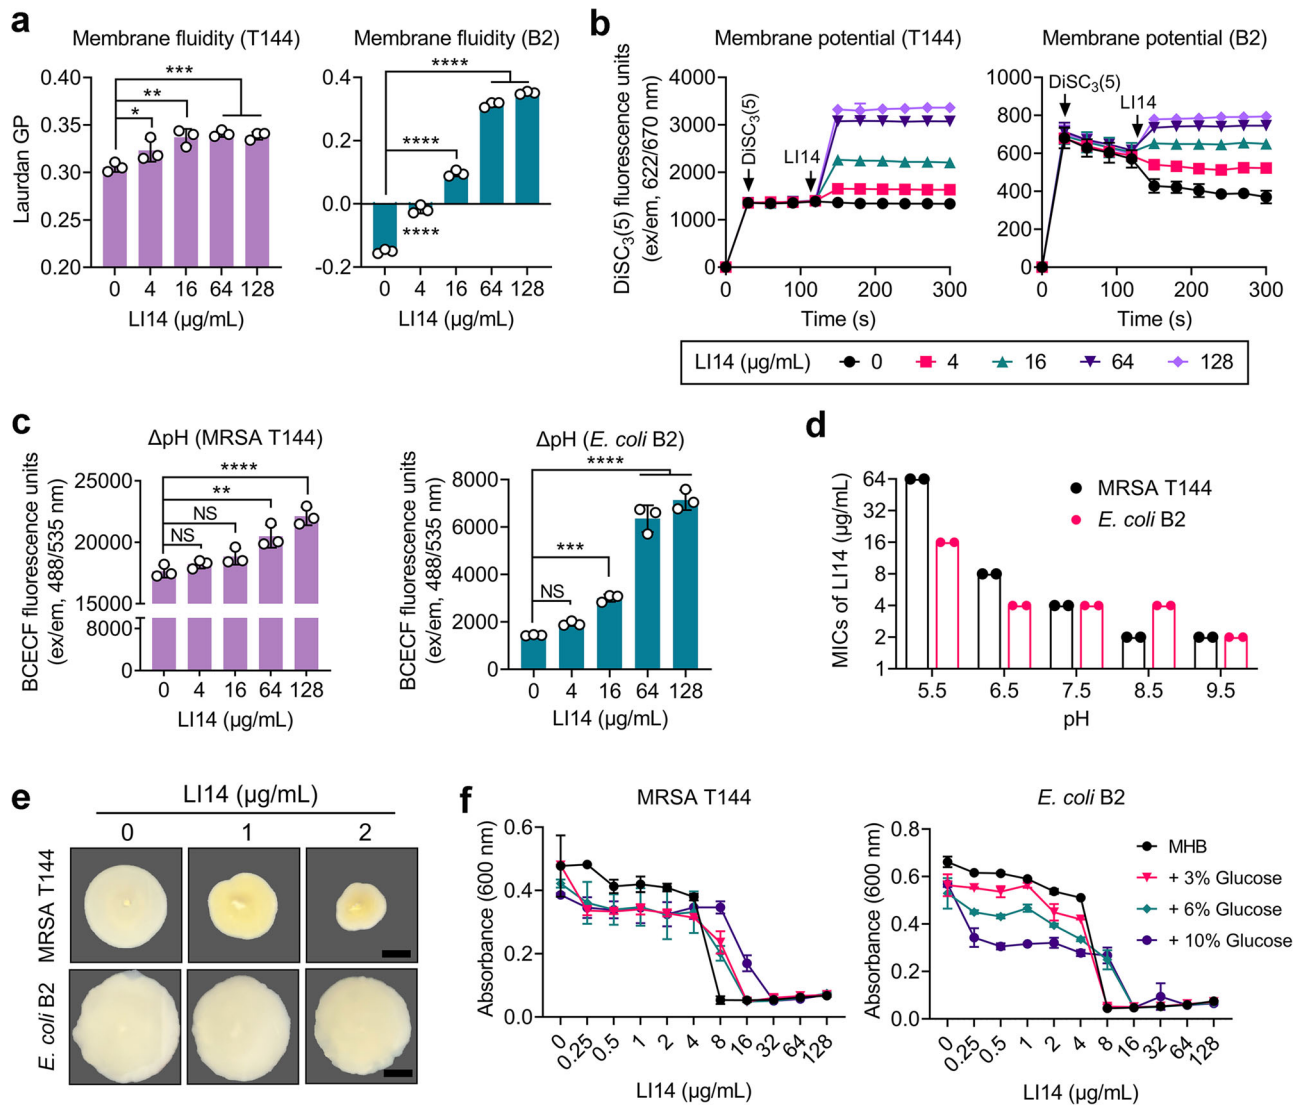 a
Membrane fluidity (T144)
Laurdan GP
0.40
0.35
0.30
0.25
0.20
***
**
*
0 4 16 64 128
LI14 (µg/mL)
Membrane fluidity (B2)
0.4
0.2
0.0
-0.2
****
****
****
0 4 16 64 128
LI14 (µg/mL)
b
Membrane potential (T144)
DiSC3(5) fluorescence units
(ex/em, 622/670 nm)
4000
3000
2000
1000
0
DiSC3(5)
LI14
0 100 200 300
Time (s)
Membrane potential (B2)
1000
800
600
400
200
0
DiSC3(5)
LI14
0 100 200 300
Time (s)
LI14 (µg/mL) 0 4 16 64 128
c
ΔpH (MRSA T144)
BCECF fluorescence units
(ex/em, 488/535 nm)
25000
20000
15000
8000
0
****
**
NS
NS
0 4 16 64 128
LI14 (µg/mL)
ΔpH (E. coli B2)
BCECF fluorescence units
(ex/em, 488/535 nm)
8000
6000
4000
2000
0
****
***
NS
0 4 16 64 128
LI14 (µg/mL)
d
MICs of LI14 (µg/mL)
64
32
16
8
4
2
1
MRSA T144
E. coli B2
5.5 6.5 7.5 8.5 9.5
pH
e
LI14 (µg/mL)
0 1 2
MRSA T144
E. coli B2
f
MRSA T144
Absorbance (600 nm)
0.6
0.4
0.2
0.0
0 0.25 0.5 1 2 4 8 16 32 64 128
LI14 (µg/mL)
E. coli B2
Absorbance (600 nm)
0.8
0.6
0.4
0.2
0.0
0 0.25 0.5 1 2 4 8 16 32 64 128
LI14 (µg/mL)
MHB
+ 3% Glucose
+ 6% Glucose
+ 10% Glucose